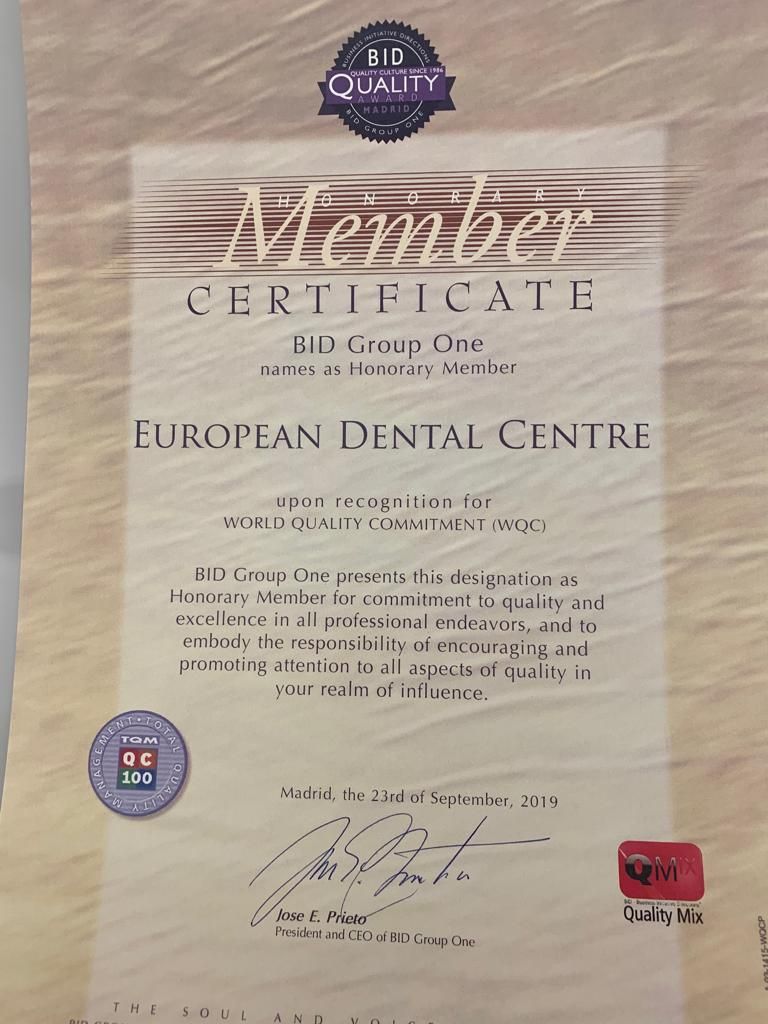 BUSINESS INITIATIVE DIRECTIONS
BID
QUALITY CULTURE SINCE 1986
QUALITY
AWARD
MADRID
BID GROUP ONE
HONORARY
Member
CERTIFICATE
BID Group One
names as Honorary Member
EUROPEAN DENTAL CENTRE
upon recognition for
WORLD QUALITY COMMITMENT (WQC)
BID Group One presents this designation as
Honorary Member for commitment to quality and
excellence in all professional endeavors, and to
embody the responsibility of encouraging and
promoting attention to all aspects of quality in
your realm of influence.
TOTAL QUALITY MANAGEMENT
TQM
QC
100
Madrid, the 23rd of September, 2019
Jose E. Prieto
President and CEO of BID Group One
QMIX
BID - Business Initiative Directions
Quality Mix
THE SOUL AND